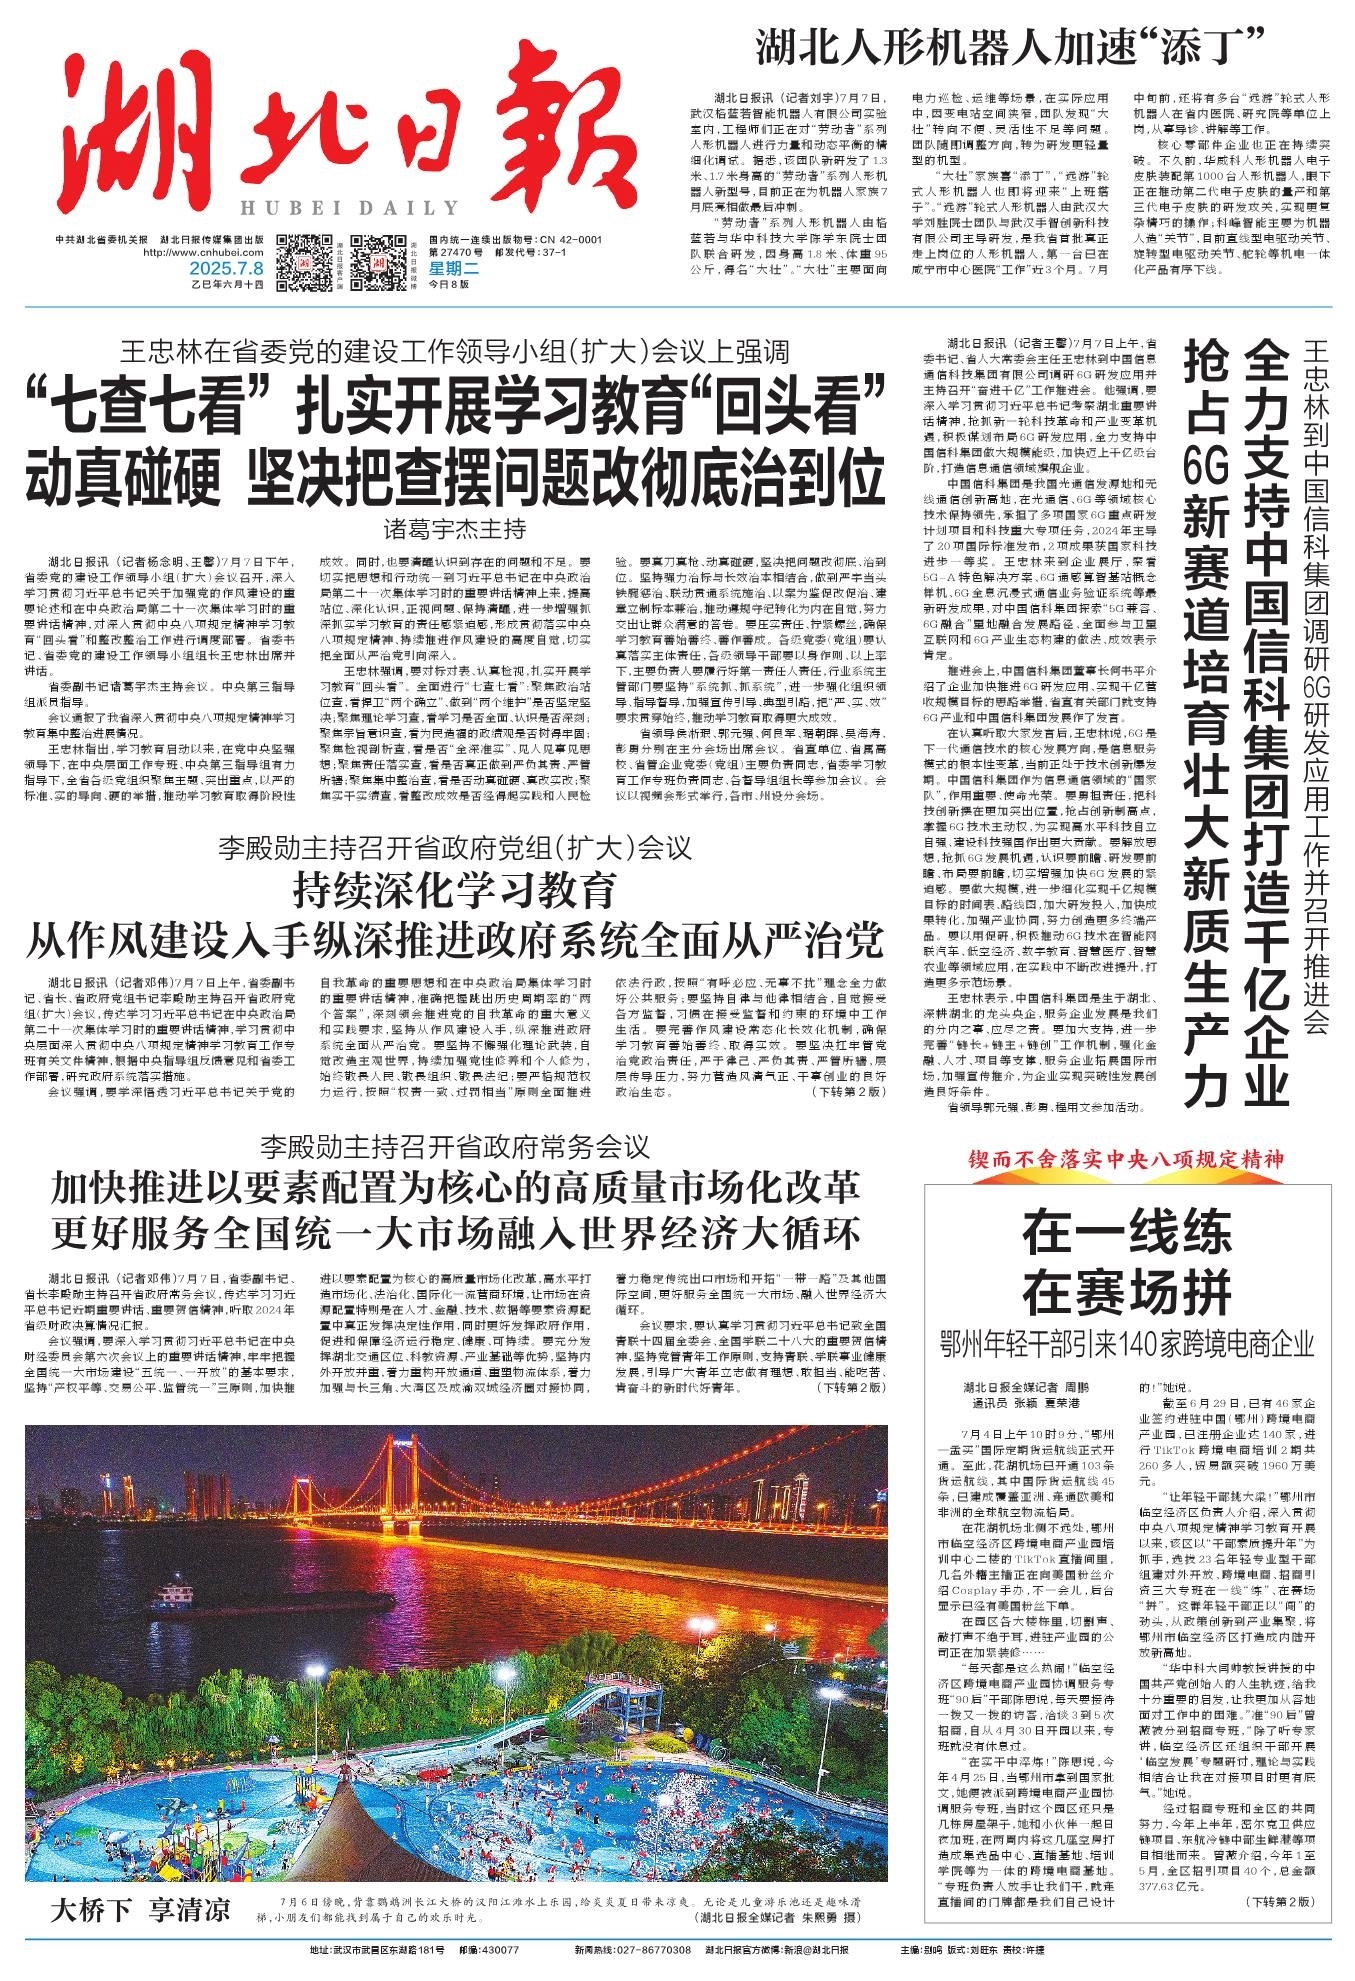 湖北日報
HUBEI DAILY
中共湖北省委机关报 湖北日报传媒集团出版
http://www.cnhubei.com
2025.7.8
乙巳年六月十四
湖北日报客户端
湖北日报微博
国内统一连续出版物号:CN 42-0001
第27470号 邮发代号:37-1
星期二
今日8版
湖北人形机器人加速“添丁”
湖北日报讯（记者刘宇）7月7日，
武汉格蓝若智能机器人有限公司实验
室内，工程师们正在对“劳动者”系列
人形机器人进行力量和动态平衡的精
细化调试。据悉，该团队新研发了1.3
米、1.7米身高的“劳动者”系列人形机
器人新型号，目前正在为机器人家族7
月底亮相做最后冲刺。
“劳动者”系列人形机器人由格
蓝若与华中科技大学陈学东院士团
队联合研发，因身高1.8米、体重95
公斤，得名“大壮”。“大壮”主要面向
电力巡检、运维等场景，在实际应用
中，因变电站空间狭窄，团队发现“大
壮”转向不便、灵活性不足等问题。
团队随即调整方向，转为研发更轻量
型的机型。
“大壮”家族喜“添丁”，“远游”轮
式人形机器人也即将迎来“上班搭
子”。“远游”轮式人形机器人由武汉大
学刘胜院士团队与武汉手智创新科技
有限公司主导研发，是我省首批真正
走上岗位的人形机器人，第一台已在
咸宁市中心医院“工作”近3个月。7月
中旬前，还将有多台“远游”轮式人形
机器人在省内医院、研究院等单位上
岗，从事导诊、讲解等工作。
核心零部件企业也正在持续突
破。不久前，华威科人形机器人电子
皮肤装配第1000台人形机器人，眼下
正在推动第二代电子皮肤的量产和第
三代电子皮肤的研发攻关，实现更复
杂精巧的操作；科峰智能主要为机器
人造“关节”，目前直线型电驱动关节、
旋转型电驱动关节、舵轮等机电一体
化产品有序下线。
王忠林在省委党的建设工作领导小组（扩大）会议上强调
“七查七看” 扎实开展学习教育“回头看”
动真碰硬 坚决把查摆问题改彻底治到位
诸葛宇杰主持
湖北日报讯（记者杨念明、王馨）7月7日下午，
省委党的建设工作领导小组（扩大）会议召开，深入
学习贯彻习近平总书记关于加强党的作风建设的重
要论述和在中央政治局第二十一次集体学习时的重
要讲话精神，对深入贯彻中央八项规定精神学习教
育“回头看”和整改整治工作进行调度部署。省委书
记、省委党的建设工作领导小组组长王忠林出席并
讲话。
省委副书记诸葛宇杰主持会议。中央第三指导
组派员指导。
会议通报了我省深入贯彻中央八项规定精神学习
教育集中整治进展情况。
王忠林指出，学习教育启动以来，在党中央坚强
领导下，在中央层面工作专班、中央第三指导组有力
指导下，全省各级党组织聚焦主题、突出重点，以严的
标准、实的导向、硬的举措，推动学习教育取得阶段性
成效。同时，也要清醒认识到存在的问题和不足。要
切实把思想和行动统一到习近平总书记在中央政治
局第二十一次集体学习时的重要讲话精神上来，提高
站位、深化认识，正视问题、保持清醒，进一步增强抓
深抓实学习教育的责任感紧迫感，形成贯彻落实中央
八项规定精神、持续推进作风建设的高度自觉，切实
把全面从严治党引向深入。
王忠林强调，要对标对表、认真检视，扎实开展学
习教育“回头看”。全面进行“七查七看”：聚焦政治站
位查，看捍卫“两个确立”、做到“两个维护”是否坚定坚
决；聚焦理论学习查，看学习是否全面、认识是否深刻；
聚焦宗旨意识查，看为民造福的政绩观是否树得牢固；
聚焦检视剖析查，看是否“全深准实”、见人见事见思
想；聚焦责任落实查，看是否真正做到严负其责、严管
所辖；聚焦集中整治查，看是否动真碰硬、真改实改；聚
焦实干实绩查，看整改成效是否经得起实践和人民检
验。要真刀真枪、动真碰硬，坚决把问题改彻底、治到
位。坚持强力治标与长效治本相结合，做到严字当头
铁腕惩治、联动贯通系统施治、以案为鉴促改促治、建
章立制标本兼治，推动遵规守纪转化为内在自觉，努力
交出让群众满意的答卷。要压实责任、拧紧螺丝，确保
学习教育善始善终、善作善成。各级党委（党组）要认
真落实主体责任，各级领导干部要以身作则、以上率
下，主要负责人要履行好第一责任人责任，行业系统主
管部门要坚持“系统抓、抓系统”，进一步强化组织领
导、指导督导，加强宣传引导、典型引路，把“严、实、效”
要求贯穿始终，推动学习教育取得更大成效。
省领导侯淅珉、郭元强、何良军、琚朝晖、吴海涛、
彭勇分别在主分会场出席会议。省直单位、省属高
校、省管企业党委（党组）主要负责同志，省委学习教
育工作专班负责同志、各督导组组长等参加会议。会
议以视频会形式举行，各市、州设分会场。
王忠林到中国信科集团调研6G研发应用工作并召开推进会
全力支持中国信科集团打造千亿企业
抢占6G新赛道培育壮大新质生产力
湖北日报讯（记者王馨）7月7日上午，省
委书记、省人大常委会主任王忠林到中国信息
通信科技集团有限公司调研6G研发应用并
主持召开“奋进千亿”工作推进会。他强调，要
深入学习贯彻习近平总书记考察湖北重要讲
话精神，抢抓新一轮科技革命和产业变革机
遇，积极谋划布局6G研发应用，全力支持中
国信科集团做大规模能级，加快迈上千亿级台
阶，打造信息通信领域旗舰企业。
中国信科集团是我国光通信发源地和无
线通信创新高地，在光通信、6G等领域核心
技术保持领先，承担了多项国家6G重点研发
计划项目和科技重大专项任务，2024年主导
了20项国际标准发布，2项成果获国家科技
进步一等奖。王忠林来到企业展厅，察看
5G-A特色解决方案、6G通感算智基站概念
样机、6G全息沉浸式通信业务验证系统等最
新研发成果，对中国信科集团探索“5G兼容、
6G融合”星地融合发展路径、全面参与卫星
互联网和6G产业生态构建的做法、成效表示
肯定。
推进会上，中国信科集团董事长何书平介
绍了企业加快推进6G研发应用、实现千亿营
收规模目标的思路举措，省直有关部门就支持
6G产业和中国信科集团发展作了发言。
在认真听取大家发言后，王忠林说，6G是
下一代通信技术的核心发展方向，是信息服务
模式的根本性变革，当前正处于技术创新爆发
期。中国信科集团作为信息通信领域的“国家
队”，作用重要、使命光荣。要勇担责任，把科
技创新摆在更加突出位置，抢占创新制高点，
掌握6G技术主动权，为实现高水平科技自立
自强、建设科技强国作出更大贡献。要解放思
想，抢抓6G发展机遇，认识要前瞻、研发要前
瞻、布局要前瞻，切实增强加快6G发展的紧
迫感。要做大规模，进一步细化实现千亿规模
目标的时间表、路线图，加大研发投入，加快成
果转化，加强产业协同，努力创造更多终端产
品。要以用促研，积极推动6G技术在智能网
联汽车、低空经济、数字教育、智慧医疗、智慧
农业等领域应用，在实践中不断改进提升，打
造更多示范场景。
王忠林表示，中国信科集团是生于湖北、
深耕湖北的龙头央企，服务企业发展是我们
的分内之事、应尽之责。要加大支持，进一步
完善“链长+链主+链创”工作机制，强化金
融、人才、项目等支撑，服务企业拓展国际市
场，加强宣传推介，为企业实现突破性发展创
造良好条件。
省领导郭元强、彭勇、程用文参加活动。
李殿勋主持召开省政府党组（扩大）会议
持续深化学习教育
从作风建设入手纵深推进政府系统全面从严治党
湖北日报讯（记者邓伟）7月7日上午，省委副书
记、省长、省政府党组书记李殿勋主持召开省政府党
组（扩大）会议，传达学习习近平总书记在中央政治局
第二十一次集体学习时的重要讲话精神，学习贯彻中
央层面深入贯彻中央八项规定精神学习教育工作专
班有关文件精神，根据中央指导组反馈意见和省委工
作部署，研究政府系统落实措施。
会议强调，要学深悟透习近平总书记关于党的
自我革命的重要思想和在中央政治局集体学习时
的重要讲话精神，准确把握跳出历史周期率的“两
个答案”，深刻领会推进党的自我革命的重大意义
和实践要求，坚持从作风建设入手，纵深推进政府
系统全面从严治党。要坚持不懈强化理论武装，自
觉改造主观世界，持续加强党性修养和个人修为，
始终敬畏人民、敬畏组织、敬畏法纪；要严格规范权
力运行，按照“权责一致、过罚相当”原则全面推进
依法行政，按照“有呼必应、无事不扰”理念全力做
好公共服务；要坚持自律与他律相结合，自觉接受
各方监督，习惯在接受监督和约束的环境中工作
生活。要完善作风建设常态化长效化机制，确保
学习教育善始善终、取得实效。要坚决扛牢管党
治党政治责任，严于律己、严负其责、严管所辖，层
层传导压力，努力营造风清气正、干事创业的良好
政治生态。 （下转第2版）
李殿勋主持召开省政府常务会议
加快推进以要素配置为核心的高质量市场化改革
更好服务全国统一大市场融入世界经济大循环
湖北日报讯（记者邓伟）7月7日，省委副书记、
省长李殿勋主持召开省政府常务会议，传达学习习近
平总书记近期重要讲话、重要贺信精神，听取2024年
省级财政决算情况汇报。
会议强调，要深入学习贯彻习近平总书记在中央
财经委员会第六次会议上的重要讲话精神，牢牢把握
全国统一大市场建设“五统一、一开放”的基本要求，
坚持“产权平等、交易公平、监管统一”三原则，加快推
进以要素配置为核心的高质量市场化改革，高水平打
造市场化、法治化、国际化一流营商环境，让市场在资
源配置特别是在人才、金融、技术、数据等要素资源配
置中真正发挥决定性作用，同时更好发挥政府作用，
促进和保障经济运行稳定、健康、可持续。要充分发
挥湖北交通区位、科教资源、产业基础等优势，坚持内
外开放并重，着力重构开放通道、重塑物流体系，着力
加强与长三角、大湾区及成渝双城经济圈对接协同，
着力稳定传统出口市场和开拓“一带一路”及其他国
际空间，更好服务全国统一大市场、融入世界经济大
循环。
会议要求，要认真学习贯彻习近平总书记致全国
青联十四届全委会、全国学联二十八大的重要贺信精
神，坚持党管青年工作原则，支持青联、学联事业健康
发展，引导广大青年立志做有理想、敢担当、能吃苦、
肯奋斗的新时代好青年。 （下转第2版）
大桥下 享清凉
7月6日傍晚，背靠鹦鹉洲长江大桥的汉阳江滩水上乐园，给炎炎夏日带来凉爽。无论是儿童游乐池还是趣味滑
梯，小朋友们都能找到属于自己的欢乐时光。
（湖北日报全媒记者 朱熙勇 摄）
锲而不舍落实中央八项规定精神
在一线练
在赛场拼
鄂州年轻干部引来140家跨境电商企业
湖北日报全媒记者 周鹏
通讯员 张颖 夏荣港
7月4日上午10时9分，“鄂州
—孟买”国际定期货运航线正式开
通。至此，花湖机场已开通103条
货运航线，其中国际货运航线45
条，已建成覆盖亚洲、连通欧美和
非洲的全球航空物流格局。
在花湖机场北侧不远处，鄂州
市临空经济区跨境电商产业园培
训中心二楼的TikTok直播间里，
几名外籍主播正在向美国粉丝介
绍Cosplay手办，不一会儿，后台
显示已经有美国粉丝下单。
在园区各大楼栋里，切割声、
敲打声不绝于耳，进驻产业园的公
司正在加紧装修……
“每天都是这么热闹！”临空经
济区跨境电商产业园协调服务专
班“90后”干部陈思说，每天要接待
一拨又一拨的访客，洽谈3到5次
招商，自从4月30日开园以来，专
班就没有休息过。
“在实干中淬炼！”陈思说，今
年4月25日，当鄂州市拿到国家批
文，她便被派到跨境电商产业园协
调服务专班，当时这个园区还只是
几栋房屋架子，她和小伙伴一起日
夜加班，在两周内将这几座空房打
造成集选品中心、直播基地、培训
学院等为一体的跨境电商基地。
“专班负责人放手让我们干，就连
直播间的门牌都是我们自己设计
的！”她说。
截至6月29日，已有46家企
业签约进驻中国（鄂州）跨境电商
产业园，已注册企业达140家，进
行TikTok跨境电商培训2期共
260多人，贸易额突破1960万美
元。
“让年轻干部挑大梁！”鄂州市
临空经济区负责人介绍，深入贯彻
中央八项规定精神学习教育开展
以来，该区以“干部素质提升年”为
抓手，选拔23名年轻专业型干部
组建对外开放、跨境电商、招商引
资三大专班在一线“练”、在赛场
“拼”。这群年轻干部正以“闯”的
劲头，从政策创新到产业集聚，将
鄂州市临空经济区打造成内陆开
放新高地。
“华中科大闫帅教授讲授的中
国共产党创始人的人生轨迹，给我
十分重要的启发，让我更加从容地
面对工作中的困难。”准“90后”曾
薇被分到招商专班，“除了听专家
讲，临空经济区还组织干部开展
‘临空发展’专题研讨，理论与实践
相结合让我在对接项目时更有底
气。”她说。
经过招商专班和全区的共同
努力，今年上半年，密尔克卫供应
链项目、东航冷链中部生鲜港等项
目相继而来。曾薇介绍，今年1至
5月，全区招引项目40个，总金额
377.63亿元。
（下转第2版）
地址：武汉市武昌区东湖路181号 邮编：430077 新闻热线：027-86770308 湖北日报官方微博：新浪@湖北日报 主编：别鸣 版式：刘旺东 责校：许建